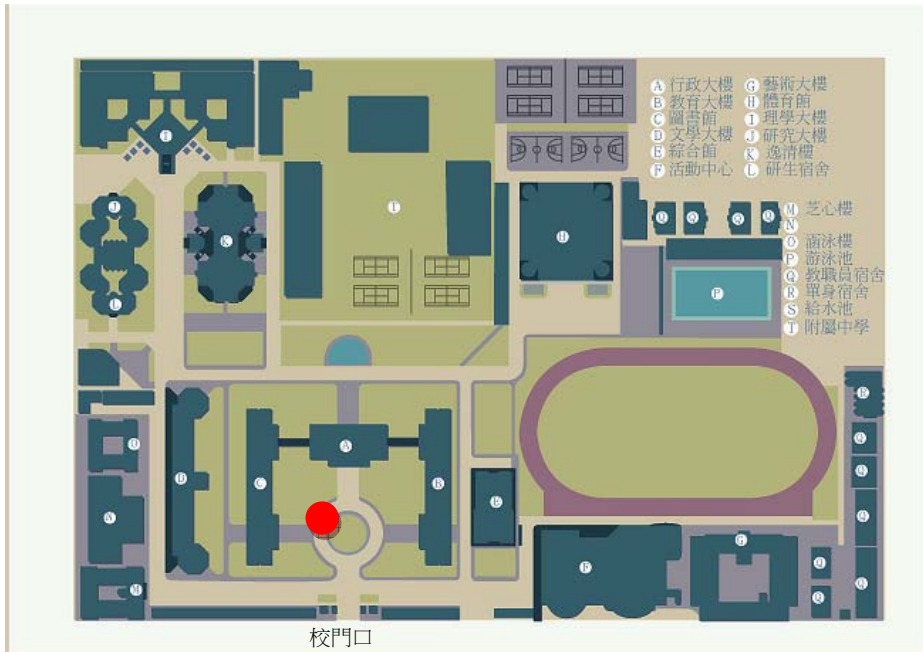 A 行政大樓 G 藝術大樓
B 教育大樓 H 體育館
C 圖書館 I 理學大樓
D 文學大樓 J 研究大樓
E 綜合館 K 逸清樓
F 活動中心 L 研生宿舍
M 芝心樓
N
O 涵泳樓
P 游泳池
Q 教職員宿舍
R 單身宿舍
S 給水池
T 附屬中學
I
J
K
L
T
H
Q Q Q Q
P
R
O
D
C
A
B
E
Q
Q
N
Q
M
F
G
Q
Q
Q
校門口